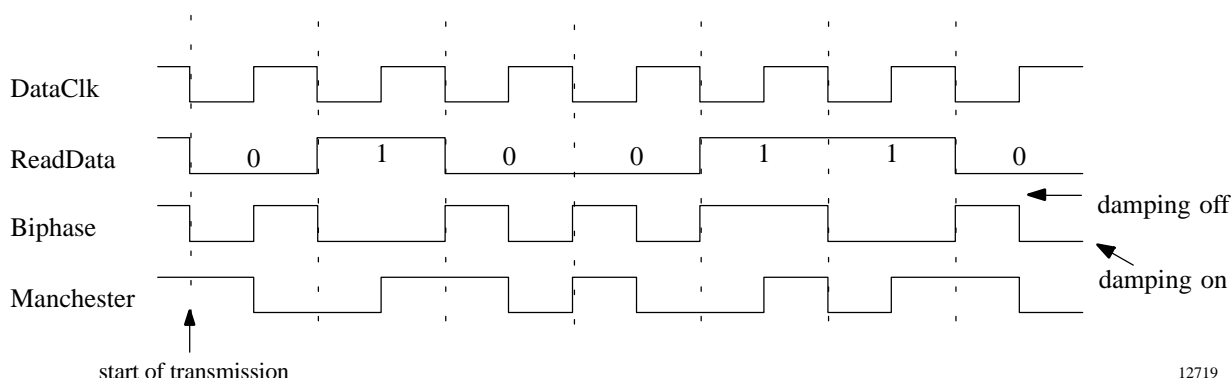 DataClk
ReadData
0 1 0 0 1 1 0
damping off
Biphase
damping on
Manchester
start of transmission
12719